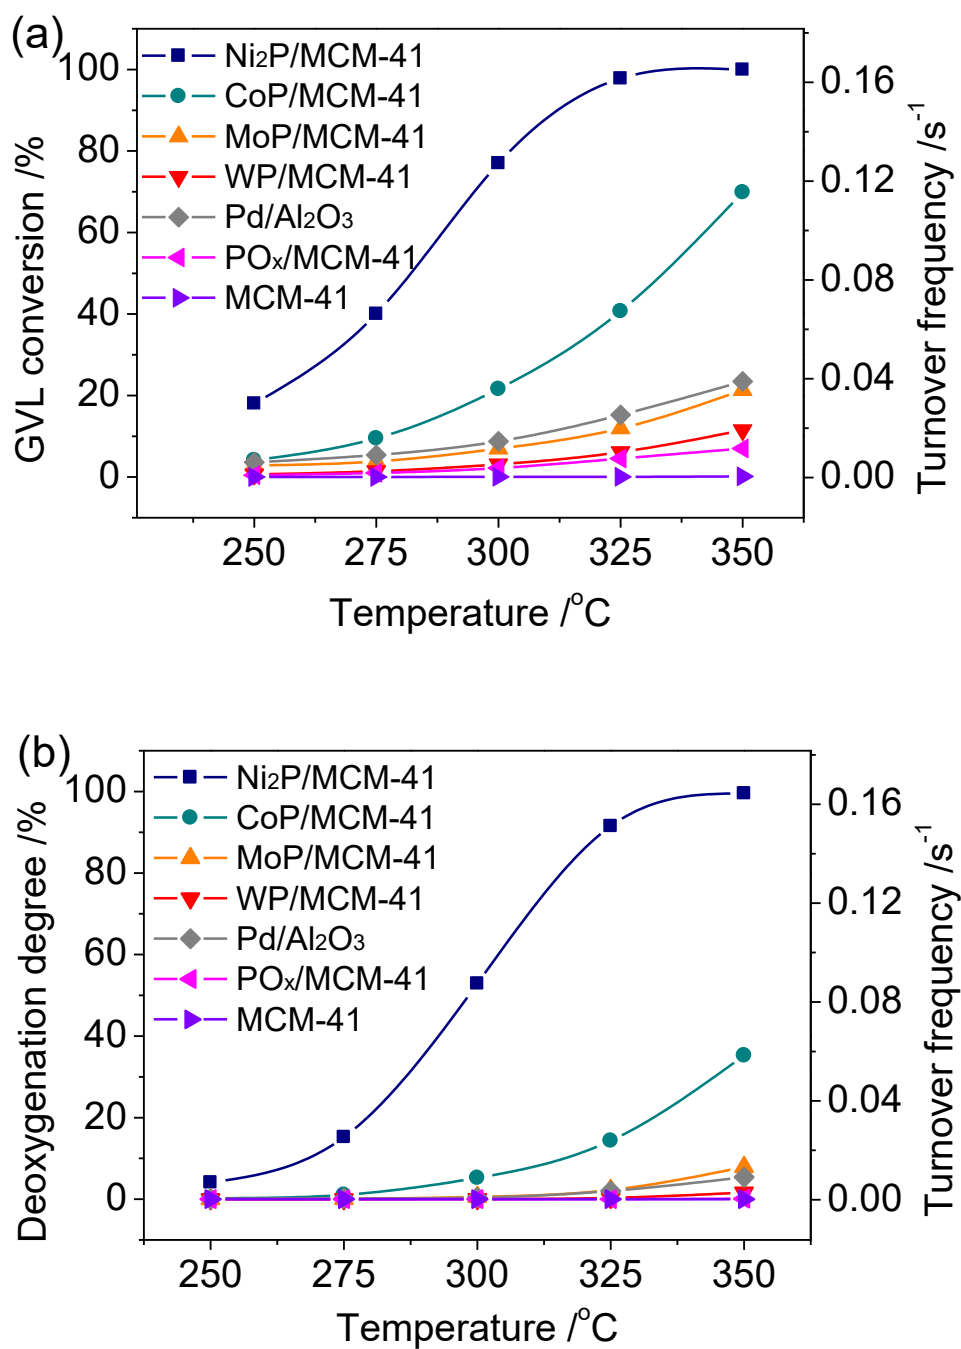 (a)
Ni₂P/MCM-41
CoP/MCM-41
MoP/MCM-41
WP/MCM-41
Pd/Al₂O₃
POₓ/MCM-41
MCM-41
GVL conversion /%
100
80
60
40
20
0
Turnover frequency /s⁻¹
0.16
0.12
0.08
0.04
0.00
250 275 300 325 350
Temperature /°C
(b)
Ni₂P/MCM-41
CoP/MCM-41
MoP/MCM-41
WP/MCM-41
Pd/Al₂O₃
POₓ/MCM-41
MCM-41
Deoxygenation degree /%
100
80
60
40
20
0
Turnover frequency /s⁻¹
0.16
0.12
0.08
0.04
0.00
250 275 300 325 350
Temperature /°C